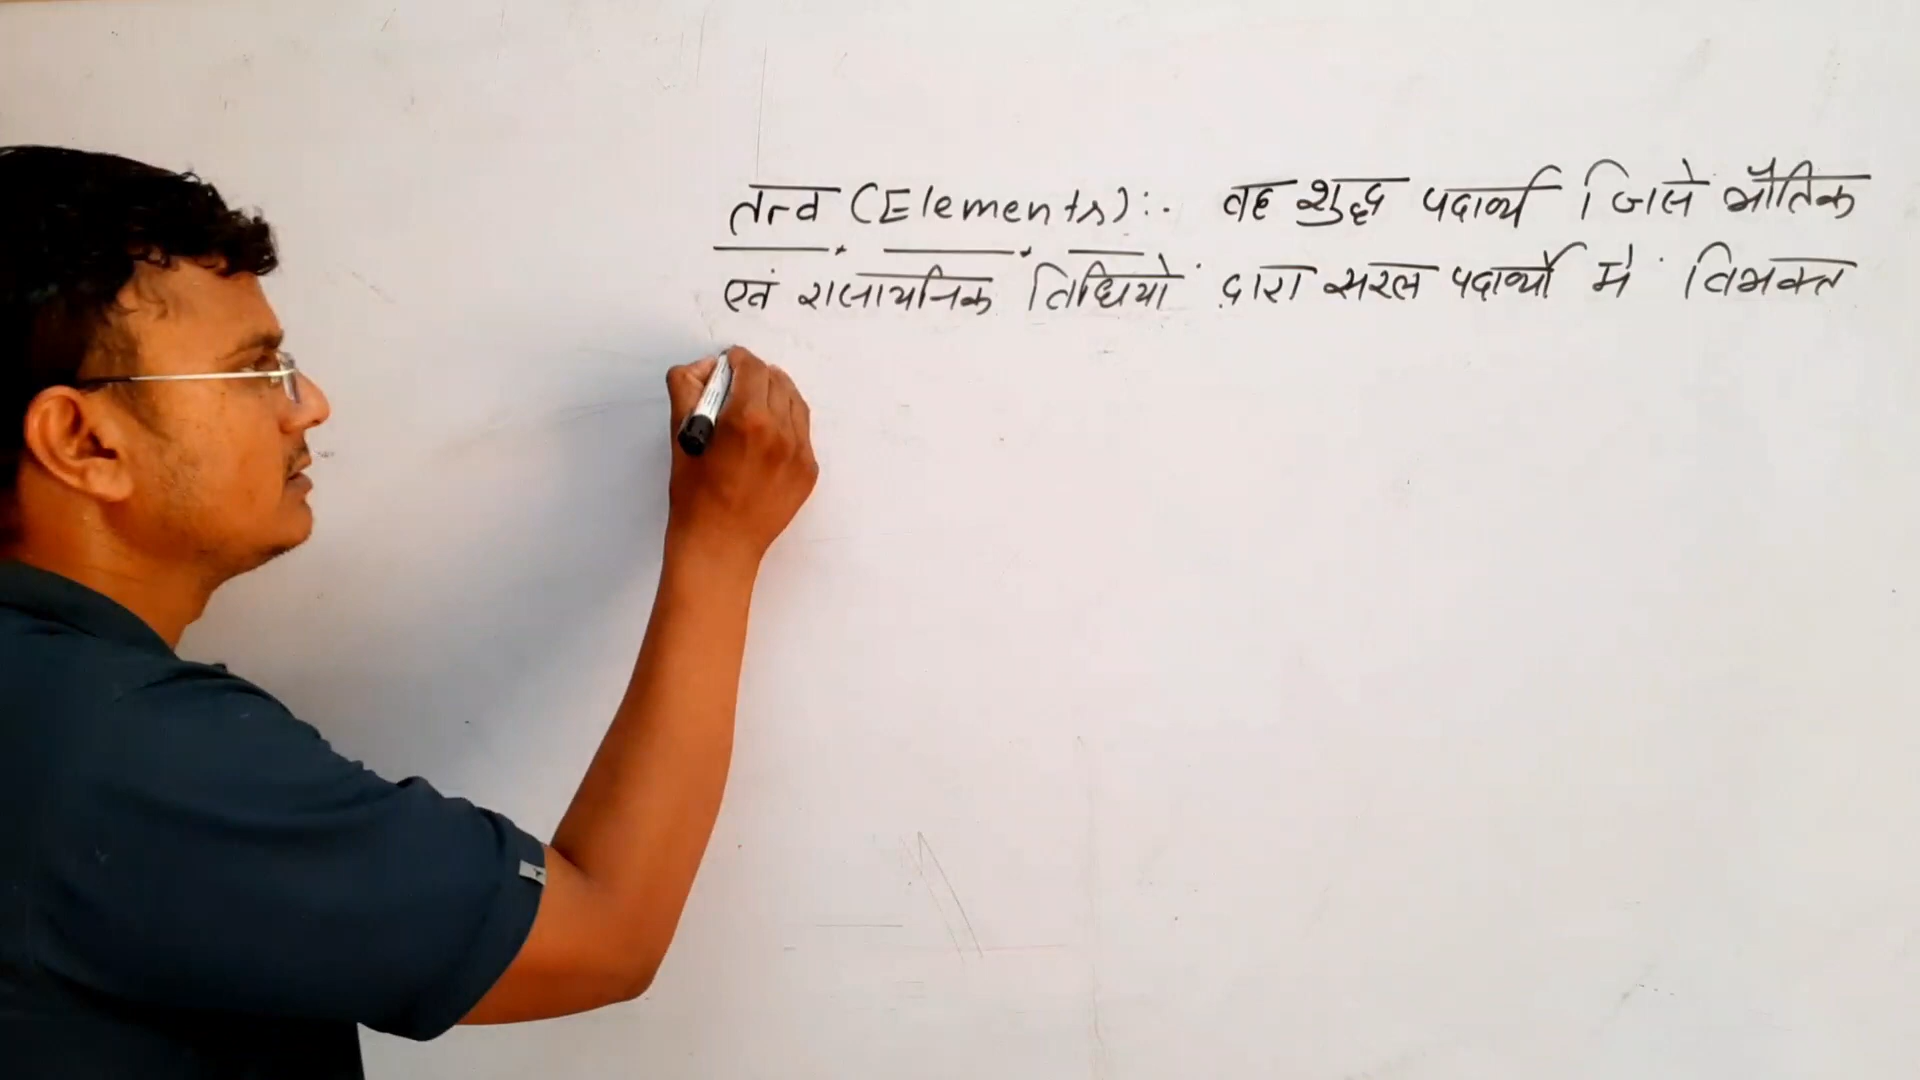 तत्व (Elements):- वह शुद्ध पदार्थ जिसे भौतिक
एवं रासायनिक विधियों द्वारा सरल पदार्थों में विभक्त